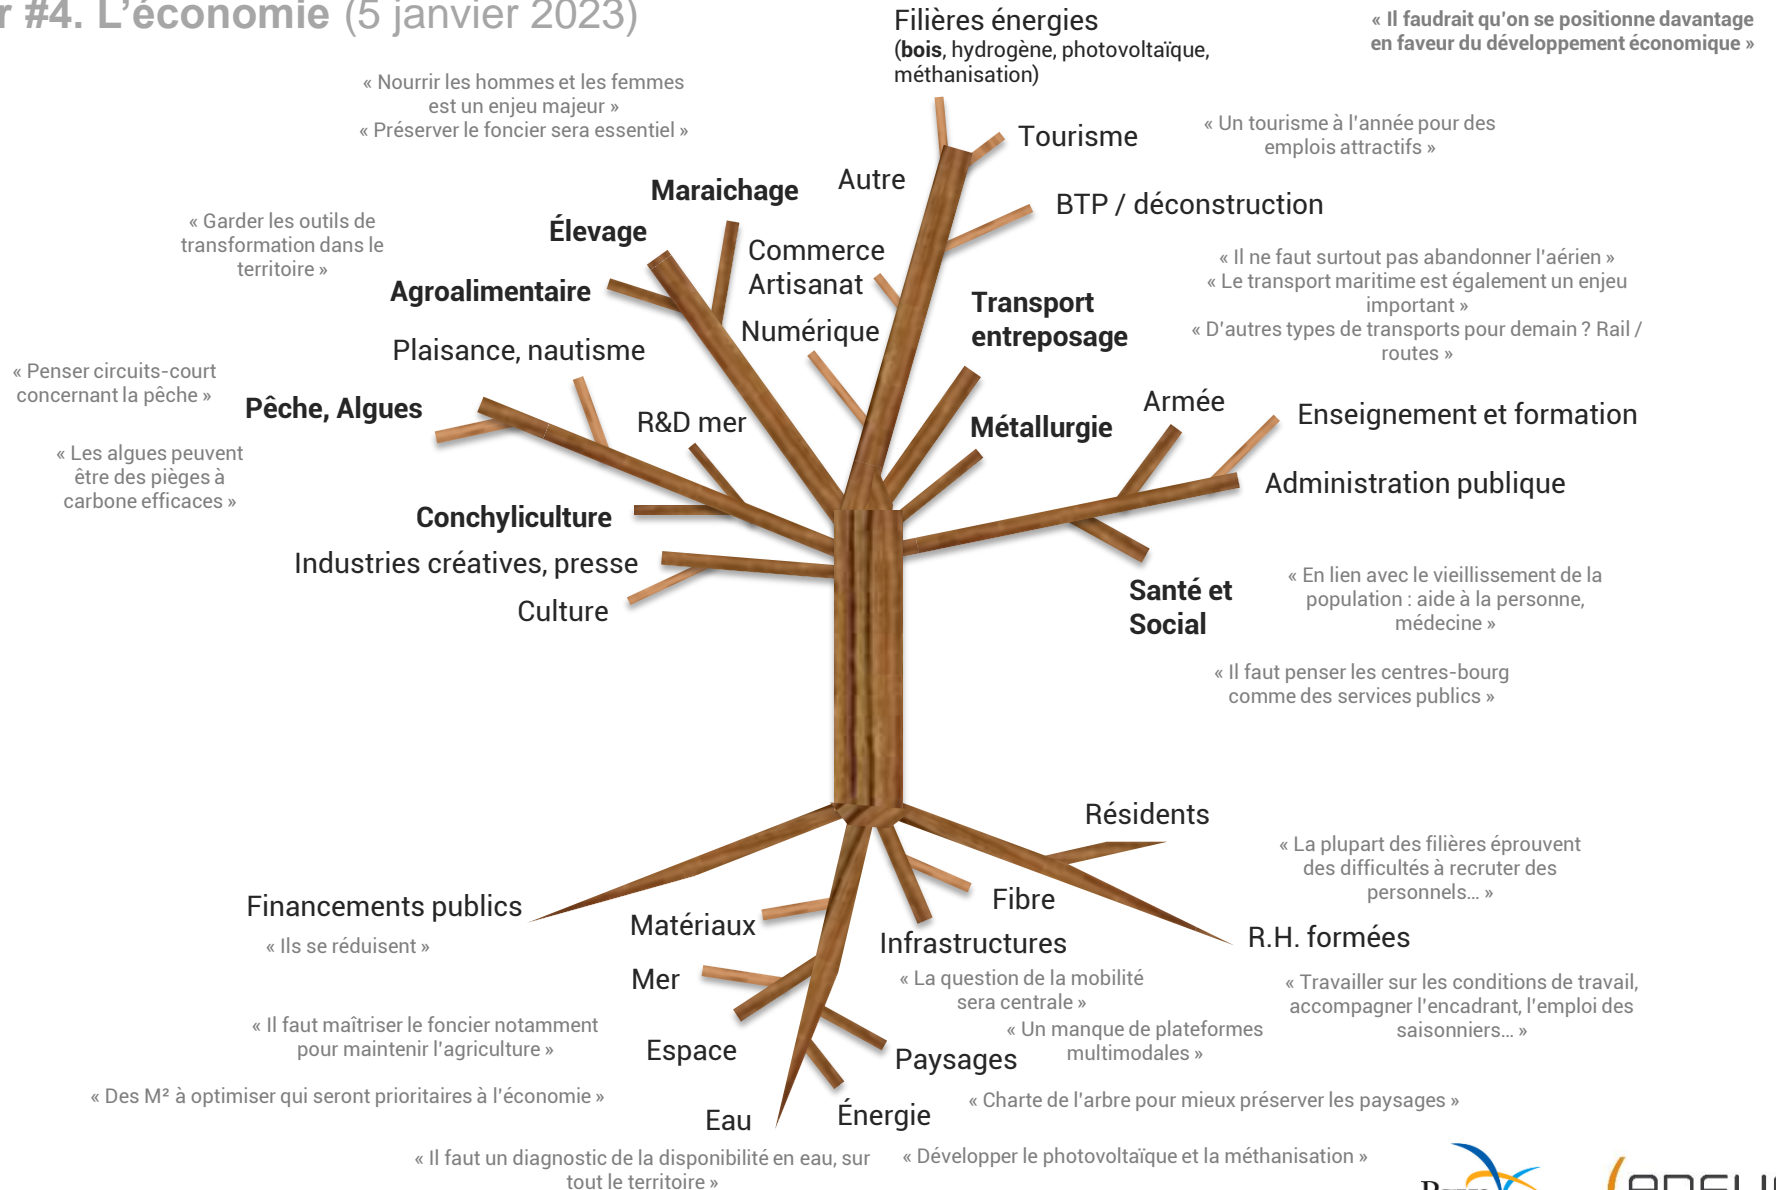 r #4. L'économie (5 janvier 2023)
Filières énergies
(bois, hydrogène, photovoltaïque,
méthanisation)
« Il faudrait qu'on se positionne davantage
en faveur du développement économique »
« Nourrir les hommes et les femmes
est un enjeu majeur »
« Préserver le foncier sera essentiel »
Tourisme
« Un tourisme à l'année pour des
emplois attractifs »
Autre
Maraichage
BTP / déconstruction
« Garder les outils de
transformation dans le
territoire »
Élevage
Commerce
Artisanat
« Il ne faut surtout pas abandonner l'aérien »
« Le transport maritime est également un enjeu
important »
« D'autres types de transports pour demain ? Rail /
routes »
Agroalimentaire
Transport
entreposage
Numérique
Plaisance, nautisme
« Penser circuits-court
concernant la pêche »
Pêche, Algues
R&D mer
Métallurgie
Armée
Enseignement et formation
« Les algues peuvent
être des pièges à
carbone efficaces »
Administration publique
Conchyliculture
Industries créatives, presse
Culture
Santé et
Social
« En lien avec le vieillissement de la
population : aide à la personne,
médecine »
« Il faut penser les centres-bourg
comme des services publics »
Résidents
« La plupart des filières éprouvent
des difficultés à recruter des
personnels... »
Financements publics
« Ils se réduisent »
Matériaux
Fibre
Infrastructures
R.H. formées
Mer
« La question de la mobilité
sera centrale »
« Travailler sur les conditions de travail,
accompagner l'encadrant, l'emploi des
saisonniers... »
« Il faut maîtriser le foncier notamment
pour maintenir l'agriculture »
Espace
« Un manque de plateformes
multimodales »
Paysages
« Des M² à optimiser qui seront prioritaires à l'économie »
« Charte de l'arbre pour mieux préserver les paysages »
Eau
Énergie
« Il faut un diagnostic de la disponibilité en eau, sur
tout le territoire »
« Développer le photovoltaïque et la méthanisation »